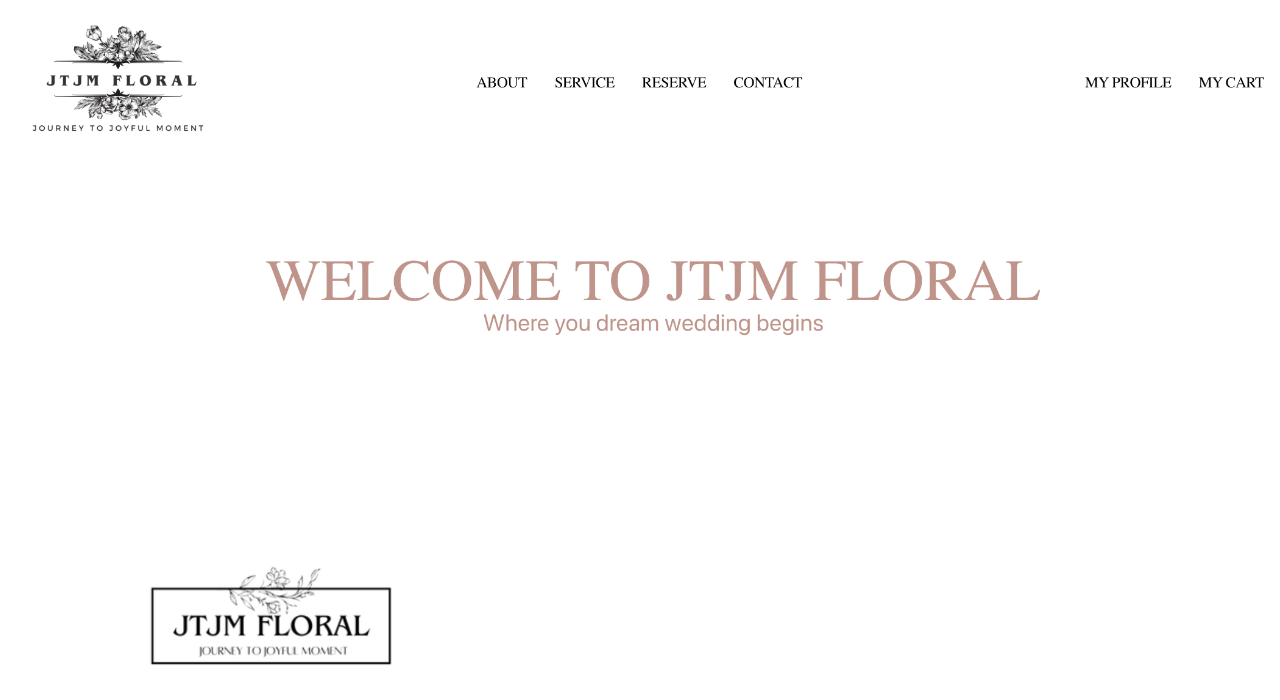 JTJM FLORAL
JOURNEY TO JOYFUL MOMENT
ABOUT SERVICE RESERVE CONTACT
MY PROFILE MY CART
WELCOME TO JTJM FLORAL
Where you dream wedding begins
JTJM FLORAL
JOURNEY TO JOYFUL MOMENT